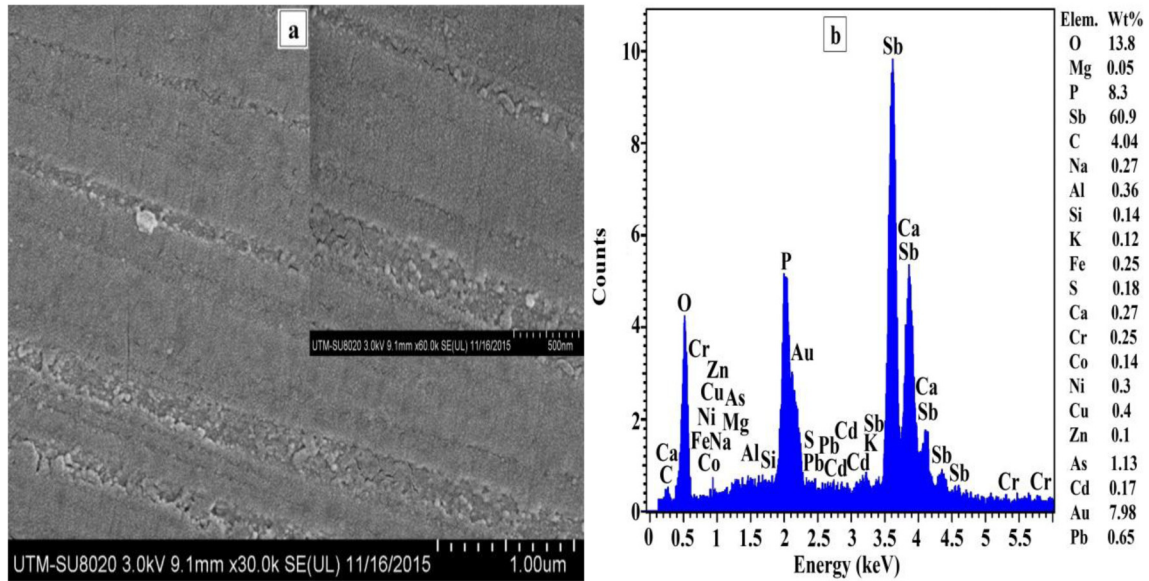 a
500nm
UTM-SU8020 3.0kV 9.1mm x60.0k SE(UL) 11/16/2015
UTM-SU8020 3.0kV 9.1mm x30.0k SE(UL) 11/16/2015
1.00um
b
Counts
10
8
6
4
2
0
Sb
Ca
Sb
P
O
Au
Cr
Zn
Cu
As
Ni
Mg
Fe
Na
Co
Ca
C
Al
Si
S
Pb
Pb
Cd
Cd
Cd
Sb
K
Ca
Sb
Sb
Sb
Cr
Cr
0 0.5 1 1.5 2 2.5 3 3.5 4 4.5 5 5.5
Energy (keV)
Elem. Wt%
O 13.8
Mg 0.05
P 8.3
Sb 60.9
C 4.04
Na 0.27
Al 0.36
Si 0.14
K 0.12
Fe 0.25
S 0.18
Ca 0.27
Cr 0.25
Co 0.14
Ni 0.3
Cu 0.4
Zn 0.1
As 1.13
Cd 0.17
Au 7.98
Pb 0.65